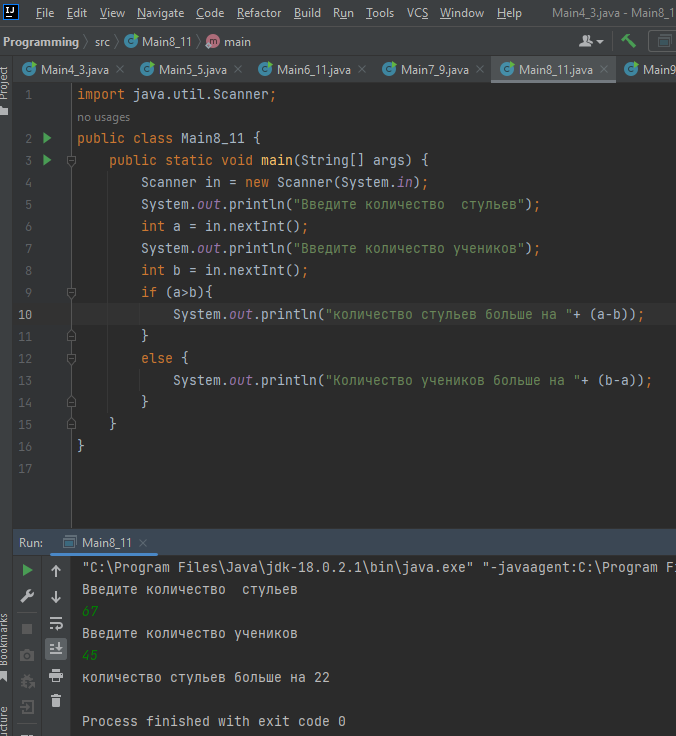 IJ File Edit View Navigate Code Refactor Build Run Tools VCS Window Help Main4_3.java - Main8_1
Programming src Main8_11 main
Main4_3.java Main5_5.java Main6_11.java Main7_9.java Main8_11.java Main9
Project
1 import java.util.Scanner;
no usages
2 public class Main8_11 {
3 public static void main(String[] args) {
4 Scanner in = new Scanner(System.in);
5 System.out.println("Введите количество  стульев");
6 int a = in.nextInt();
7 System.out.println("Введите количество учеников");
8 int b = in.nextInt();
9 if (a>b){
10 System.out.println("количество стульев больше на "+ (a-b));
11 }
12 else {
13 System.out.println("Количество учеников больше на "+ (b-a));
14 }
15 }
16 }
17
Run: Main8_11
"C:\Program Files\Java\jdk-18.0.2.1\bin\java.exe" "-javaagent:C:\Program Fi
Введите количество  стульев
67
Введите количество учеников
45
количество стульев больше на 22
Process finished with exit code 0
Bookmarks
ucture